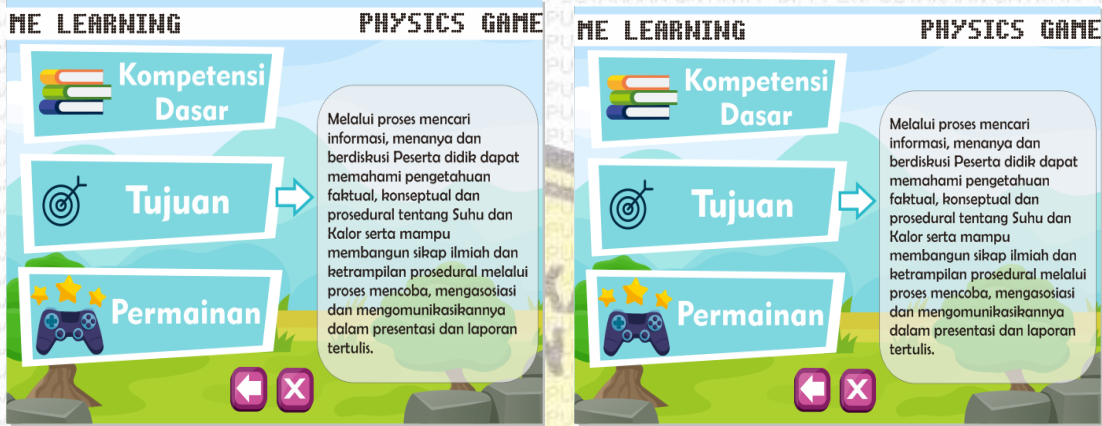 ME LEARNING
PHYSICS GAME
Kompetensi
Dasar
Tujuan
Permainan
Melalui proses mencari
informasi, menanya dan
berdiskusi Peserta didik dapat
memahami pengetahuan
faktual, konseptual dan
prosedural tentang Suhu dan
Kalor serta mampu
membangun sikap ilmiah dan
ketrampilan prosedural melalui
proses mencoba, mengasosiasi
dan mengomunikasikannya
dalam presentasi dan laporan
tertulis.
X
ME LEARNING
PHYSICS GAME
Kompetensi
Dasar
Tujuan
Permainan
Melalui proses mencari
informasi, menanya dan
berdiskusi Peserta didik dapat
memahami pengetahuan
faktual, konseptual dan
prosedural tentang Suhu dan
Kalor serta mampu
membangun sikap ilmiah dan
ketrampilan prosedural melalui
proses mencoba, mengasosiasi
dan mengomunikasikannya
dalam presentasi dan laporan
tertulis.
X